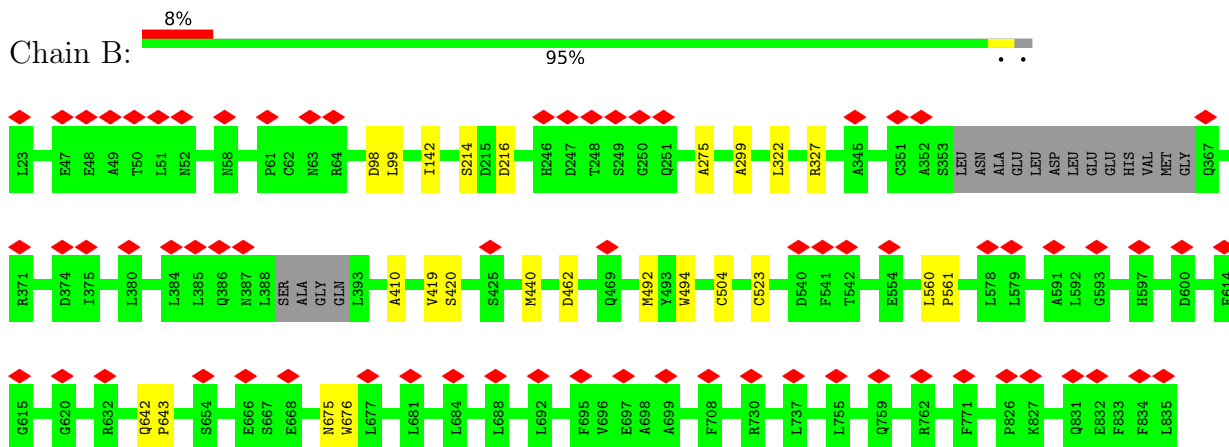 8%
Chain B:
95%
• •
L23 E47 E48 A49 T50 L51 N52 N58 P61 C62 N63 R64 D98 L99 I142 S214 D215 D216 H246 D247 T248 S249 G250 Q251 A275 A299 L322 R327 A345 C351 A352 S353 LEU ASN ALA GLU LEU ASP LEU GLU GLU HIS VAL MET GLY Q367
R371 D374 I375 L380 L384 L385 Q386 N387 L388 SER ALA GLY GLN L393 A410 V419 S420 S425 M440 D462 Q469 M492 Y493 W494 C504 C523 D540 F541 T542 E554 L560 P561 L578 L579 A591 L592 G593 H597 D600
G615 G620 R632 Q642 P643 S654 E666 S667 E668 N675 W676 L677 L681 L684 L688 L692 F695 V696 E697 A698 A699 F708 R730 L737 L755 Q759 R762 F771 P826 K827 Q831 E832 F833 F834 L835